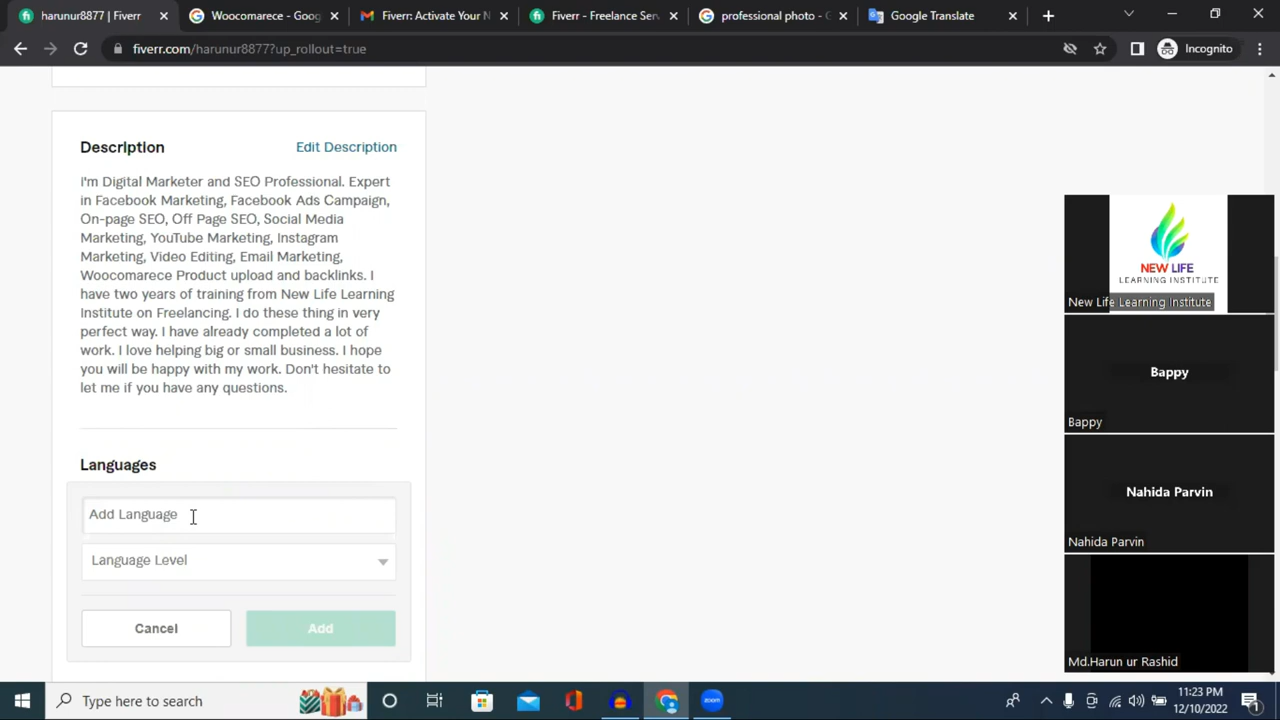 harunur8877 | Fiverr
Woocomarece - Goog
Fiverr: Activate Your N
Fiverr - Freelance Serv
professional photo - G
Google Translate
fiverr.com/harunur8877?up_rollout=true
Incognito
Description
Edit Description
I'm Digital Marketer and SEO Professional. Expert
in Facebook Marketing, Facebook Ads Campaign,
On-page SEO, Off Page SEO, Social Media
Marketing, YouTube Marketing, Instagram
Marketing, Video Editing, Email Marketing,
Woocomarece Product upload and backlinks. I
have two years of training from New Life Learning
Institute on Freelancing. I do these thing in very
perfect way. I have already completed a lot of
work. I love helping big or small business. I hope
you will be happy with my work. Don't hesitate to
let me if you have any questions.
Languages
Add Language
Language Level
Cancel
Add
NEW LIFE
LEARNING INSTITUTE
New Life Learning Institute
Bappy
Bappy
Nahida Parvin
Nahida Parvin
Md.Harun ur Rashid
Type here to search
zoom
11:23 PM
12/10/2022
1